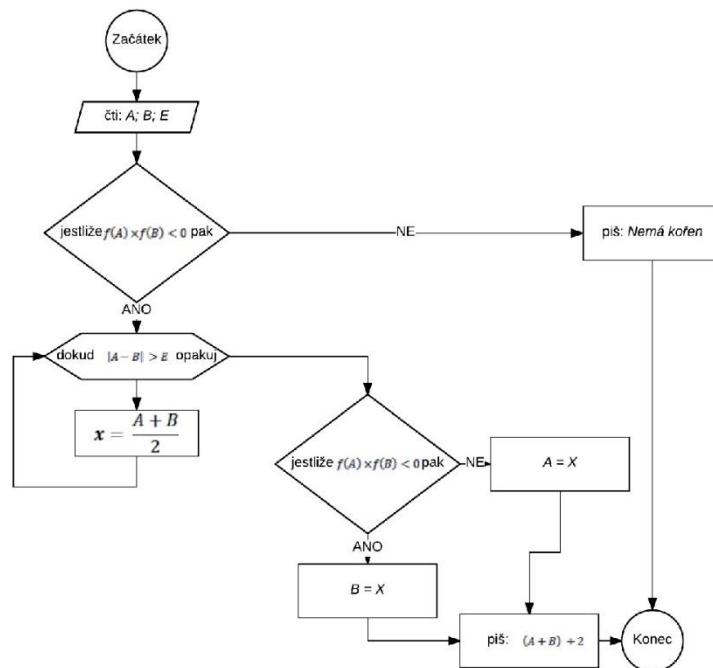 Začátek
čti: A; B; E
jestliže f(A) × f(B) < 0 pak
NE
piš: Nemá kořen
ANO
dokud |A − B| > E opakuj
x = A + B
2
jestliže f(A) × f(B) < 0 pak
NE
A = X
ANO
B = X
piš: (A + B) ÷ 2
Konec